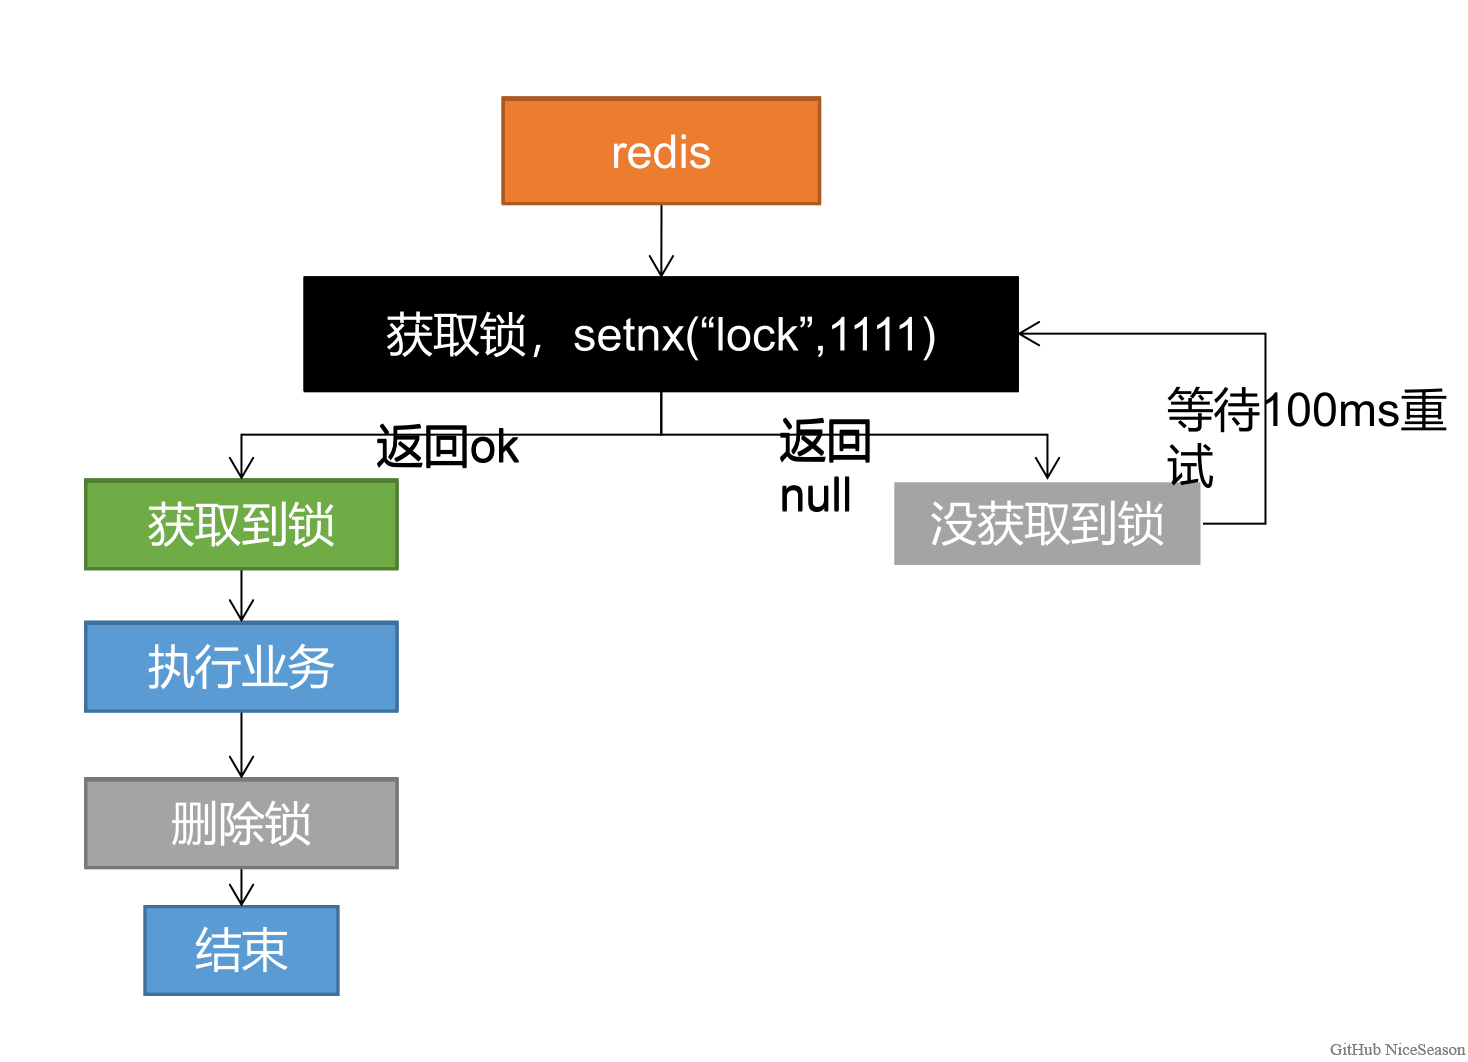 redis
获取锁，setnx(“lock”,1111)
等待100ms重
试
返回ok
返回
null
获取到锁
没获取到锁
执行业务
删除锁
结束
GitHub NiceSeason